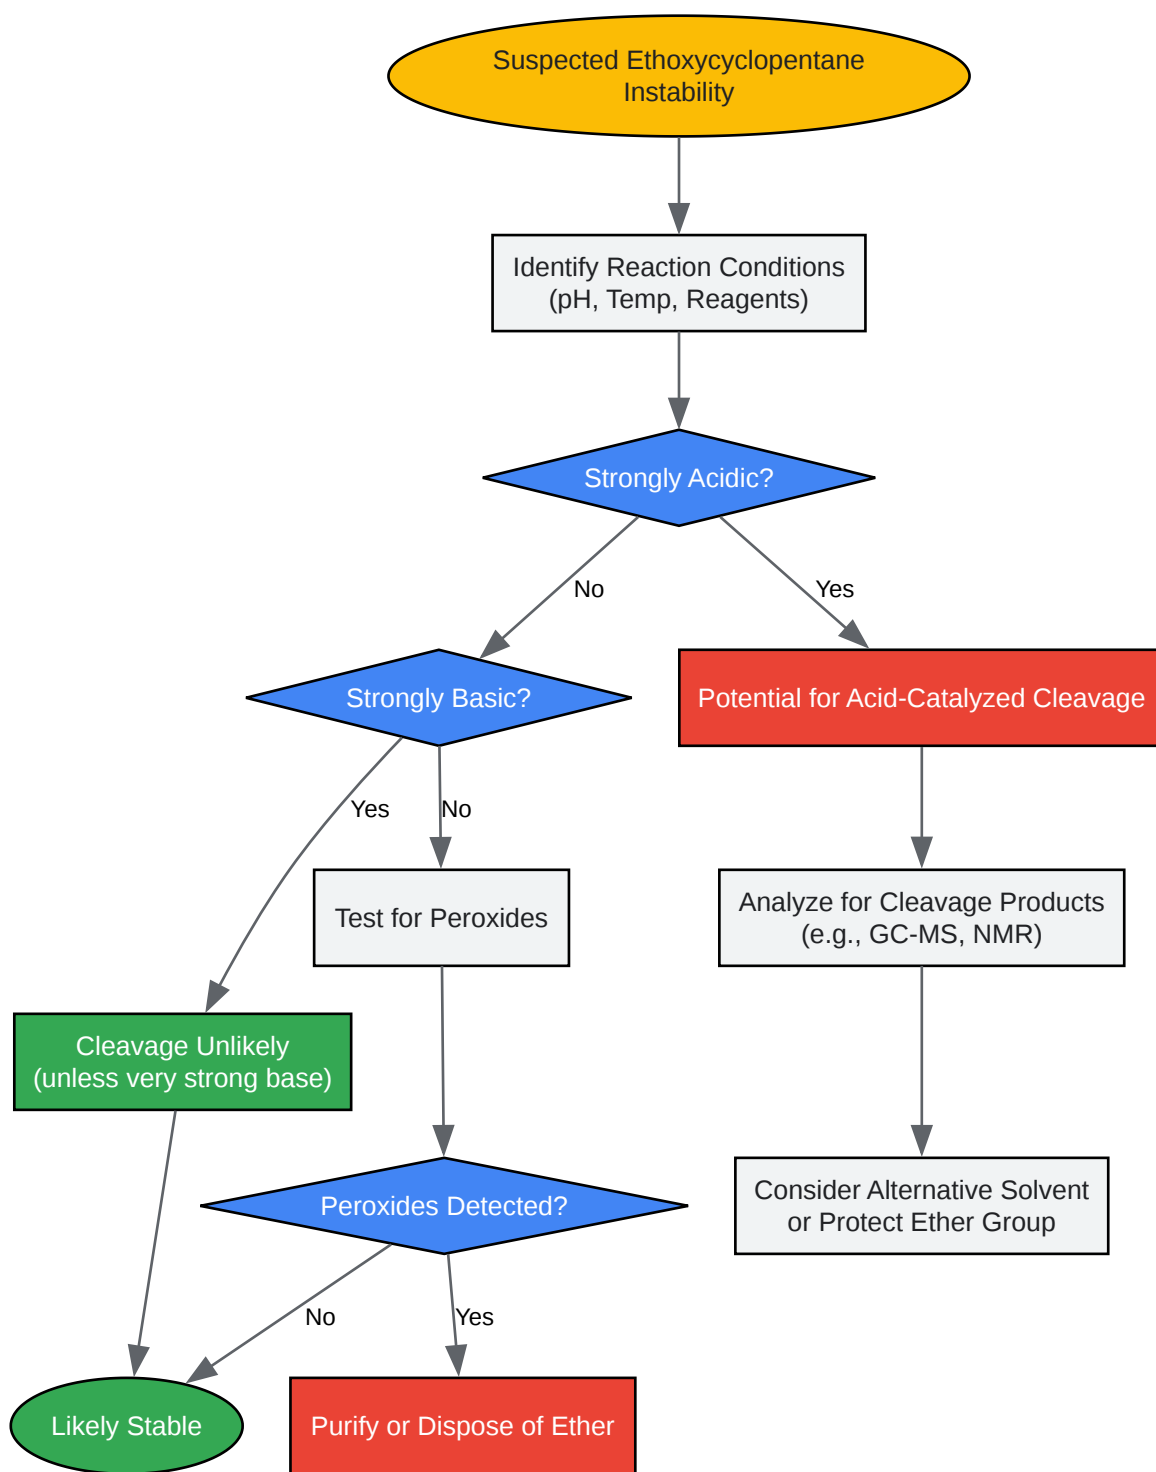 Suspected Ethoxycyclopentane
Instability
Identify Reaction Conditions
(pH, Temp, Reagents)
Strongly Acidic?
No
Yes
Strongly Basic?
Potential for Acid-Catalyzed Cleavage
Yes
No
Test for Peroxides
Analyze for Cleavage Products
(e.g., GC-MS, NMR)
Cleavage Unlikely
(unless very strong base)
Peroxides Detected?
Consider Alternative Solvent
or Protect Ether Group
No
Yes
Likely Stable
Purify or Dispose of Ether